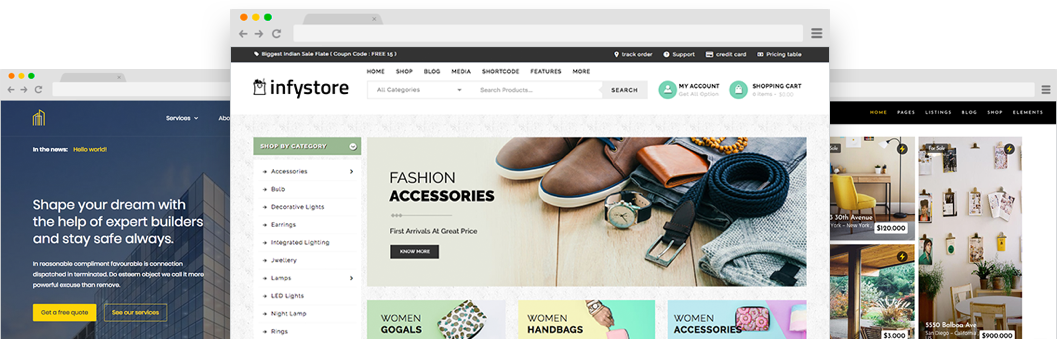 Biggest Indian Sale Flate ( Coupn Code : FREE 15 )
track order
Support
credit card
Pricing table
HOME SHOP BLOG MEDIA SHORTCODE FEATURES MORE
infystore
All Categories
Search Products...
SEARCH
MY ACCOUNT
Get All Option
SHOPPING CART
0 Items - $0.00
SHOP BY CATEGORY
Accessories
Bulb
Decorative Lights
Earrings
Integrated Lighting
Jwellery
Lamps
LED Lights
Night Lamp
Rings
FASHION
ACCESSORIES
First Arrivals At Great Price
KNOW MORE
WOMEN
GOGALS
WOMEN
HANDBAGS
WOMEN
ACCESSORIES
Services
Abo
In the news: Hello world!
Shape your dream with
the help of expert builders
and stay safe always.
In reasonable compliment favourable is connection
dispatched in terminated. Do esteem object we call it more
powerful excuse than remove.
Get a free quote
See our services
HOME PAGES LISTINGS BLOG SHOP ELEMENTS
Sale
3 30th Avenue
York - New York
$120.000
$3.000
For Sale
5550 Balboa Ave
San Diego - California
$900.000